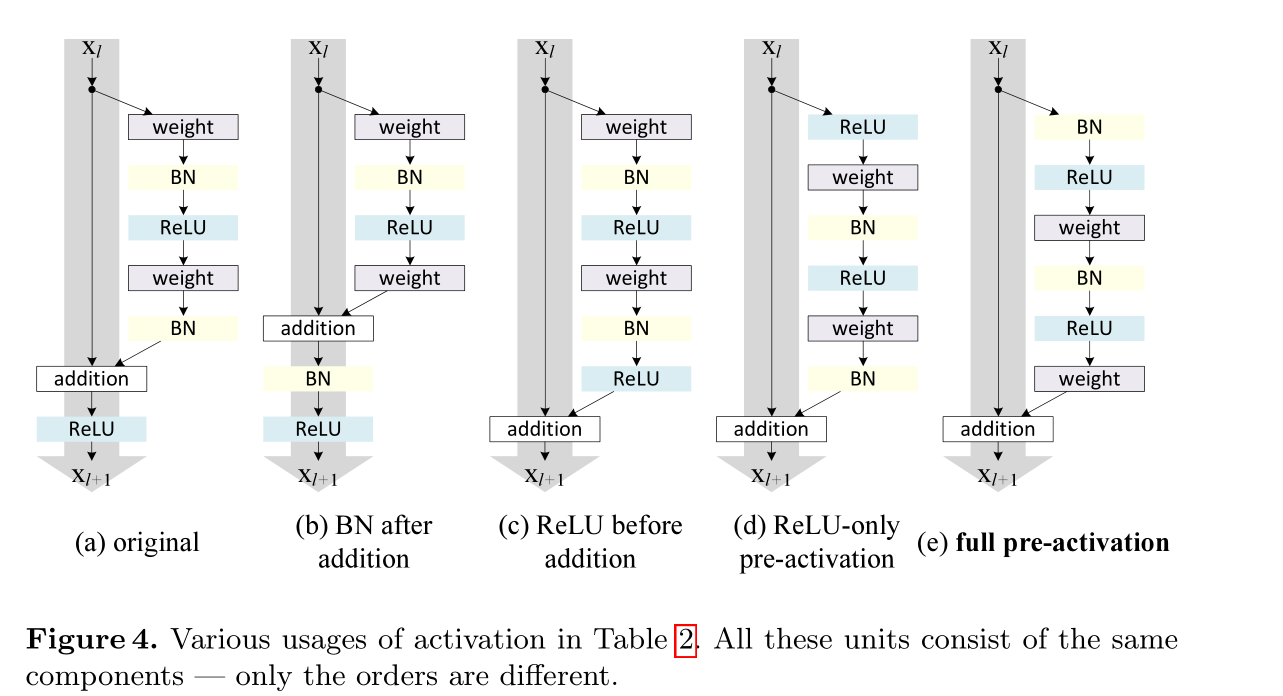 x_l
weight
BN
ReLU
weight
BN
addition
ReLU
x_{l+1}
(a) original
x_l
weight
BN
ReLU
weight
addition
BN
ReLU
x_{l+1}
(b) BN after
addition
x_l
weight
BN
ReLU
weight
BN
ReLU
addition
x_{l+1}
(c) ReLU before
addition
x_l
ReLU
weight
BN
ReLU
weight
BN
addition
x_{l+1}
(d) ReLU-only
pre-activation
x_l
BN
ReLU
weight
BN
ReLU
weight
addition
x_{l+1}
(e) full pre-activation
Figure 4. Various usages of activation in Table 2. All these units consist of the same
components — only the orders are different.